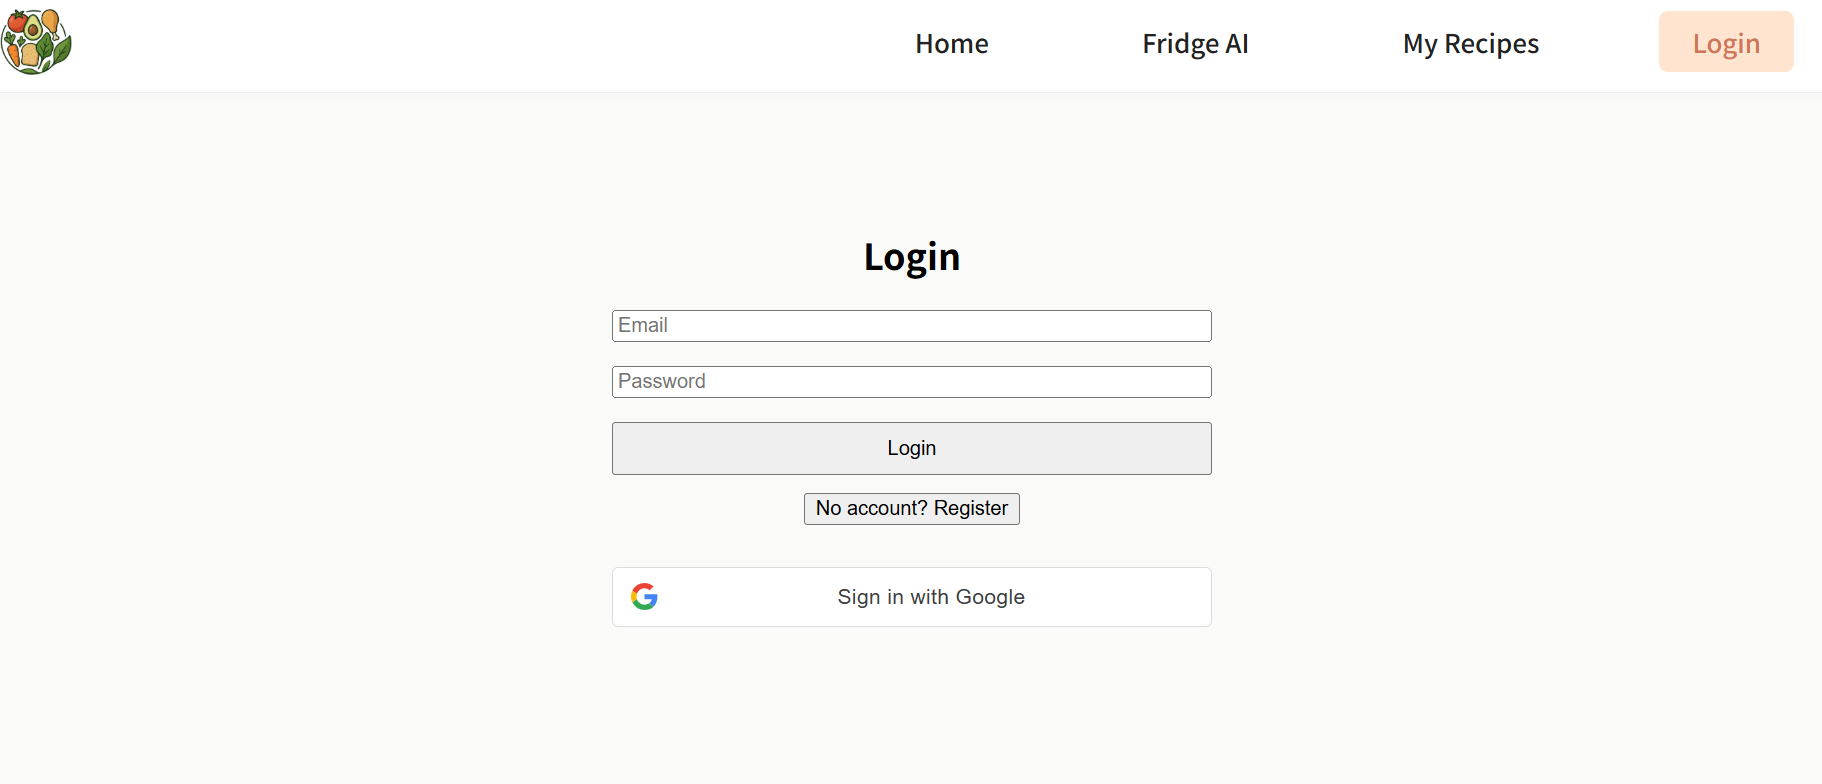 Home Fridge AI My Recipes Login
Login
Email
Password
Login
No account? Register
Sign in with Google